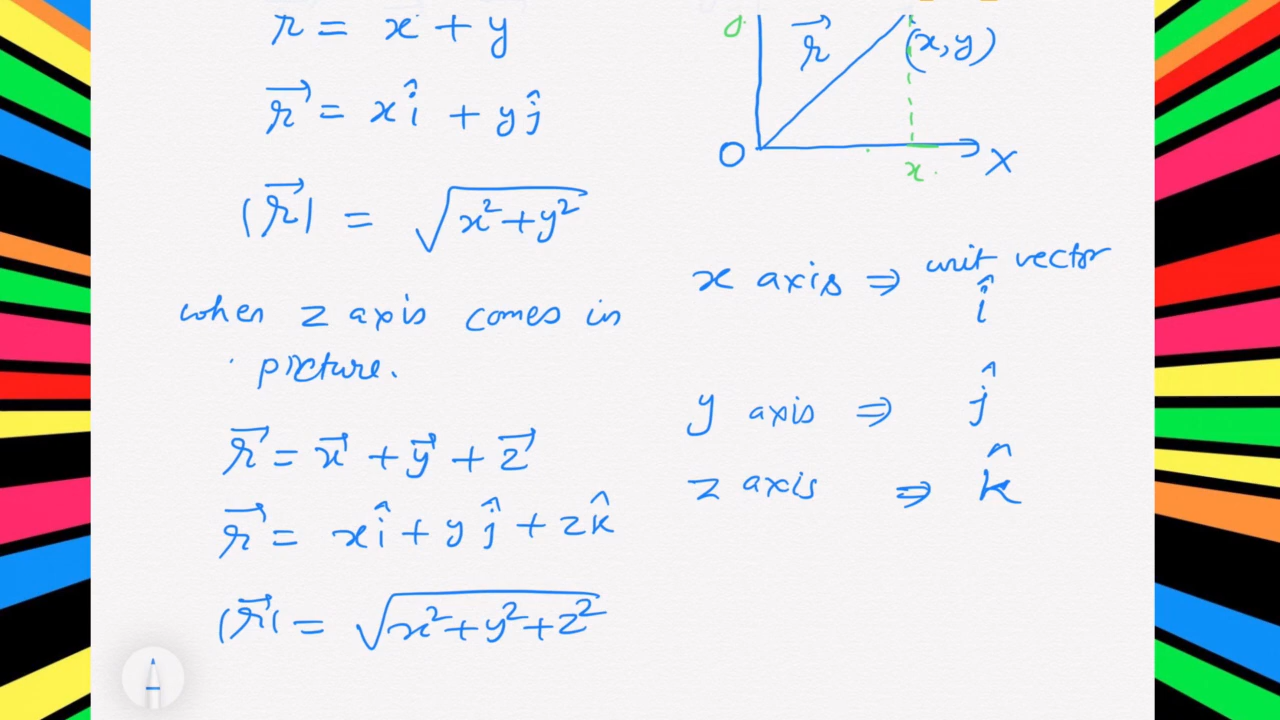 r = x + y
r⃗ = xî + yĵ
|r⃗| = √(x²+y²)
when z axis comes in
picture.
r⃗ = x⃗ + y⃗ + z⃗
r⃗ = xî + yĵ + zk̂
|r⃗| = √(x²+y²+z²)
r⃗
(x,y)
O
X
x
x axis ⇒ unit vector
î
y axis ⇒ ĵ
z axis ⇒ k̂